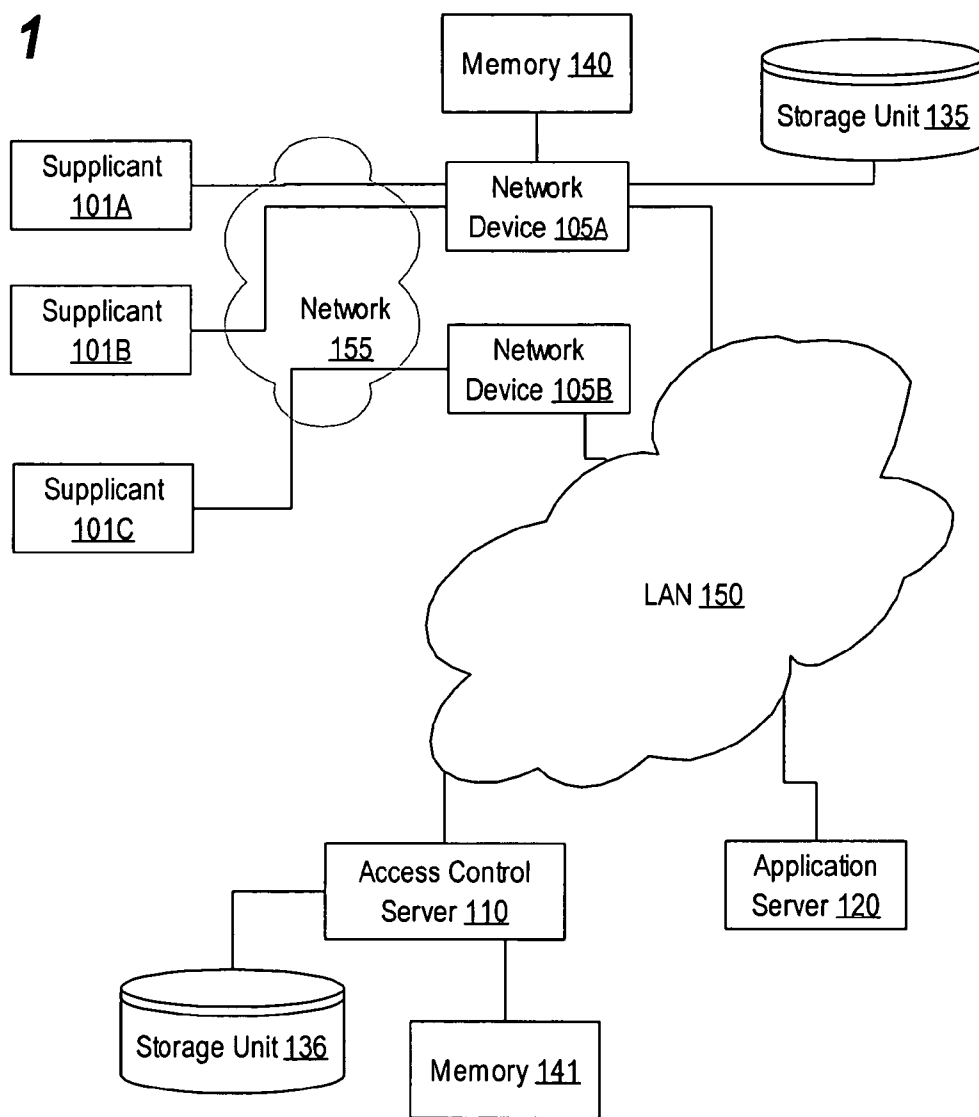 1
Memory 140
Storage Unit 135
Supplicant
101A
Network
Device 105A
Supplicant
101B
Network
155
Network
Device 105B
Supplicant
101C
LAN 150
Access Control
Server 110
Application
Server 120
Storage Unit 136
Memory 141